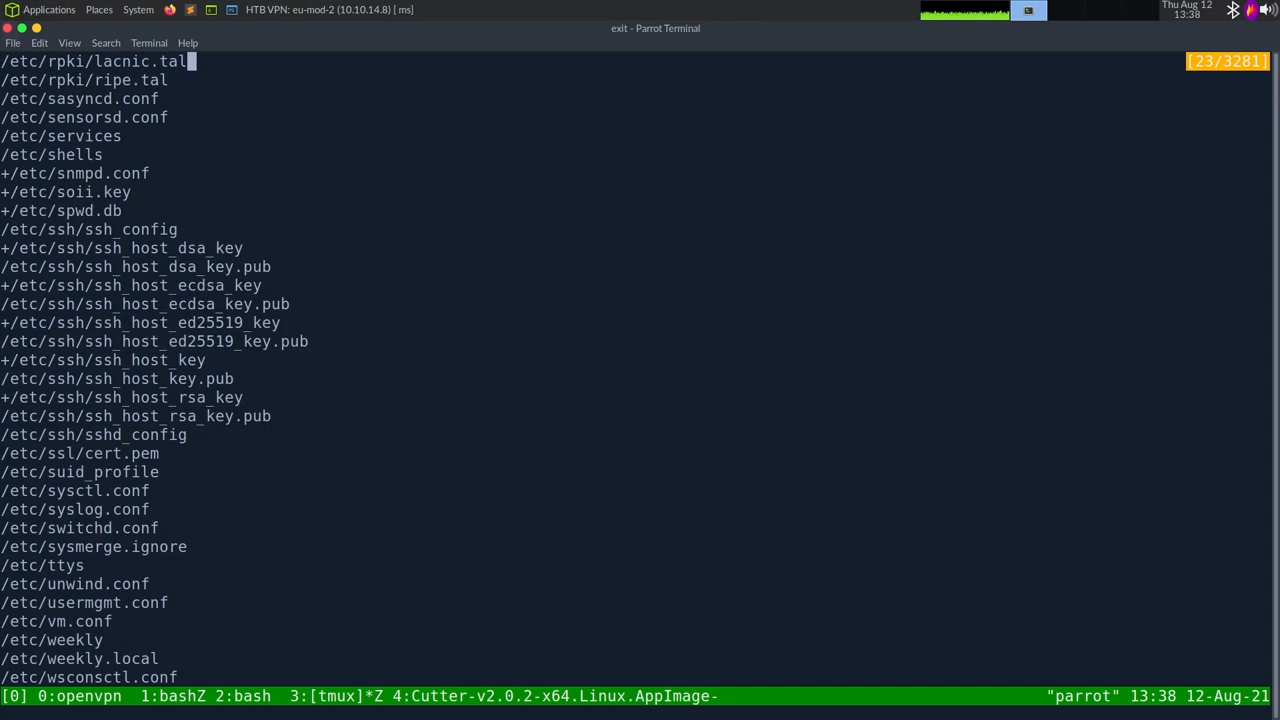 Applications Places System HTB VPN: eu-mod-2 (10.10.14.8) [ ms] Thu Aug 12
13:38
exit - Parrot Terminal
File Edit View Search Terminal Help
/etc/rpki/lacnic.tal [23/3281]
/etc/rpki/ripe.tal
/etc/sasyncd.conf
/etc/sensorsd.conf
/etc/services
/etc/shells
+/etc/snmpd.conf
+/etc/soii.key
+/etc/spwd.db
/etc/ssh/ssh_config
+/etc/ssh/ssh_host_dsa_key
/etc/ssh/ssh_host_dsa_key.pub
+/etc/ssh/ssh_host_ecdsa_key
/etc/ssh/ssh_host_ecdsa_key.pub
+/etc/ssh/ssh_host_ed25519_key
/etc/ssh/ssh_host_ed25519_key.pub
+/etc/ssh/ssh_host_key
/etc/ssh/ssh_host_key.pub
+/etc/ssh/ssh_host_rsa_key
/etc/ssh/ssh_host_rsa_key.pub
/etc/ssh/sshd_config
/etc/ssl/cert.pem
/etc/suid_profile
/etc/sysctl.conf
/etc/syslog.conf
/etc/switchd.conf
/etc/sysmerge.ignore
/etc/ttys
/etc/unwind.conf
/etc/usermgmt.conf
/etc/vm.conf
/etc/weekly
/etc/weekly.local
/etc/wsconsctl.conf
[0] 0:openvpn 1:bashZ 2:bash 3:[tmux]*Z 4:Cutter-v2.0.2-x64.Linux.AppImage- "parrot" 13:38 12-Aug-21